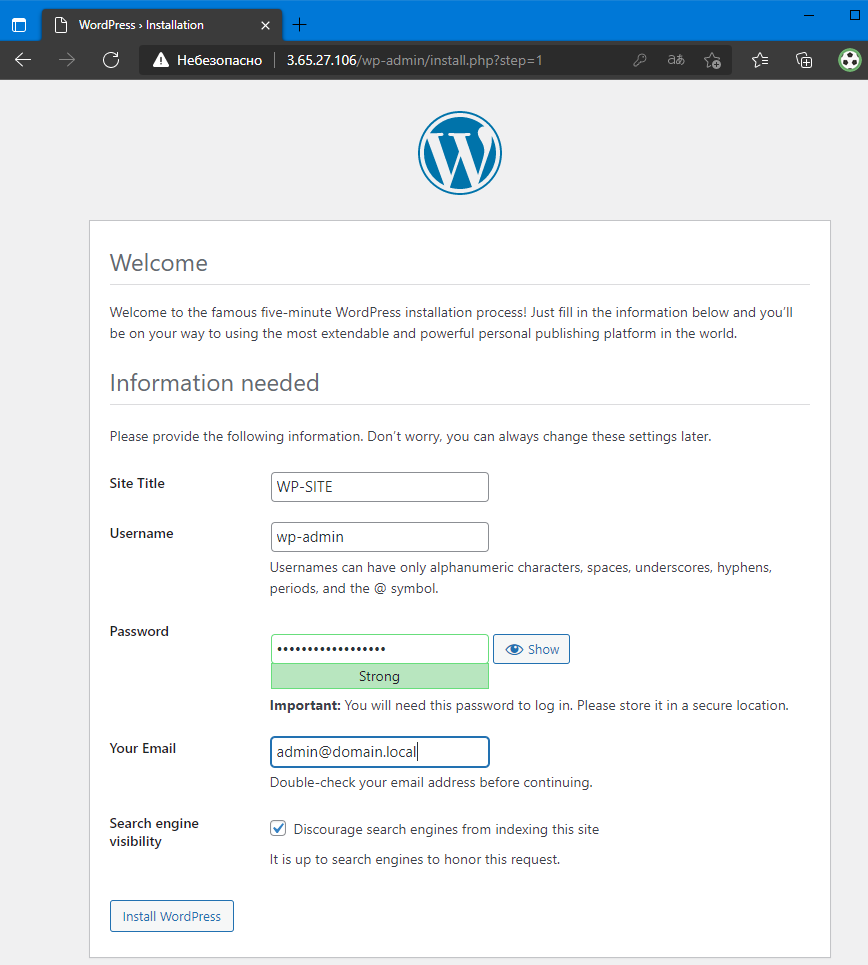 WordPress › Installation
Небезопасно
3.65.27.106/wp-admin/install.php?step=1
aあ
Welcome
Welcome to the famous five-minute WordPress installation process! Just fill in the information below and you’ll
be on your way to using the most extendable and powerful personal publishing platform in the world.
Information needed
Please provide the following information. Don’t worry, you can always change these settings later.
Site Title
WP-SITE
Username
wp-admin
Usernames can have only alphanumeric characters, spaces, underscores, hyphens,
periods, and the @ symbol.
Password
••••••••••••••••••
Show
Strong
Important: You will need this password to log in. Please store it in a secure location.
Your Email
admin@domain.local
Double-check your email address before continuing.
Search engine
visibility
Discourage search engines from indexing this site
It is up to search engines to honor this request.
Install WordPress